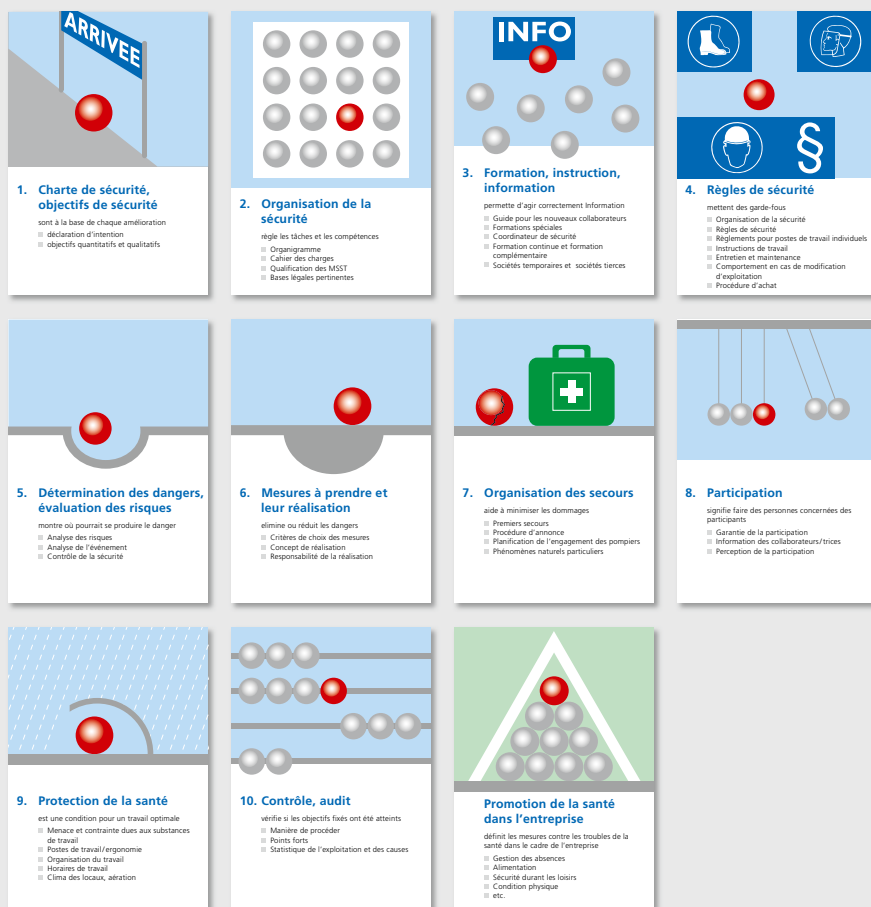 ARRIVEE
1. Charte de sécurité,
objectifs de sécurité
sont à la base de chaque amélioration
déclaration d'intention
objectifs quantitatifs et qualitatifs
2. Organisation de la
sécurité
règle les tâches et les compétences
Organigramme
Cahier des charges
Qualification des MSST
Bases légales pertinentes
INFO
3. Formation, instruction,
information
permette d'agir correctement Information
Guide pour les nouveaux collaborateurs
Formations spéciales
Coordinateur de sécurité
Formation continue et formation
complémentaire
Sociétés temporaires et sociétés tierces
§
4. Règles de sécurité
mettent des garde-fous
Organisation de la sécurité
Règles de sécurité
Règlements pour postes de travail individuels
Instructions de travail
Entretien et maintenance
Comportement en cas de modification
d'exploitation
Procédure d'achat
5. Détermination des dangers,
évaluation des risques
montre où pourrait se produire le danger
Analyse des risques
Analyse de l'événement
Contrôle de la sécurité
6. Mesures à prendre et
leur réalisation
elimine ou réduit les dangers
Critères de choix des mesures
Concept de réalisation
Responsabilité de la réalisation
7. Organisation des secours
aide à minimiser les dommages
Premiers secours
Procédure d'annonce
Planification de l'engagement des pompiers
Phénomènes naturels particuliers
8. Participation
signifie faire des personnes concernées des
participants
Garantie de la participation
Information des collaborateurs/trices
Perception de la participation
9. Protection de la santé
est une condition pour un travail optimale
Menace et contrainte dues aux substances
de travail
Postes de travail/ergonomie
Organisation du travail
Horaires de travail
Clima des locaux, aération
10. Contrôle, audit
vérifie si les objectifs fixés ont été atteints
Manière de procéder
Points forts
Statistique de l'exploitation et des causes
Promotion de la santé
dans l'entreprise
définit les mesures contre les troubles de la
santé dans le cadre de l'entreprise
Gestion des absences
Alimentation
Sécurité durant les loisirs
Condition physique
etc.